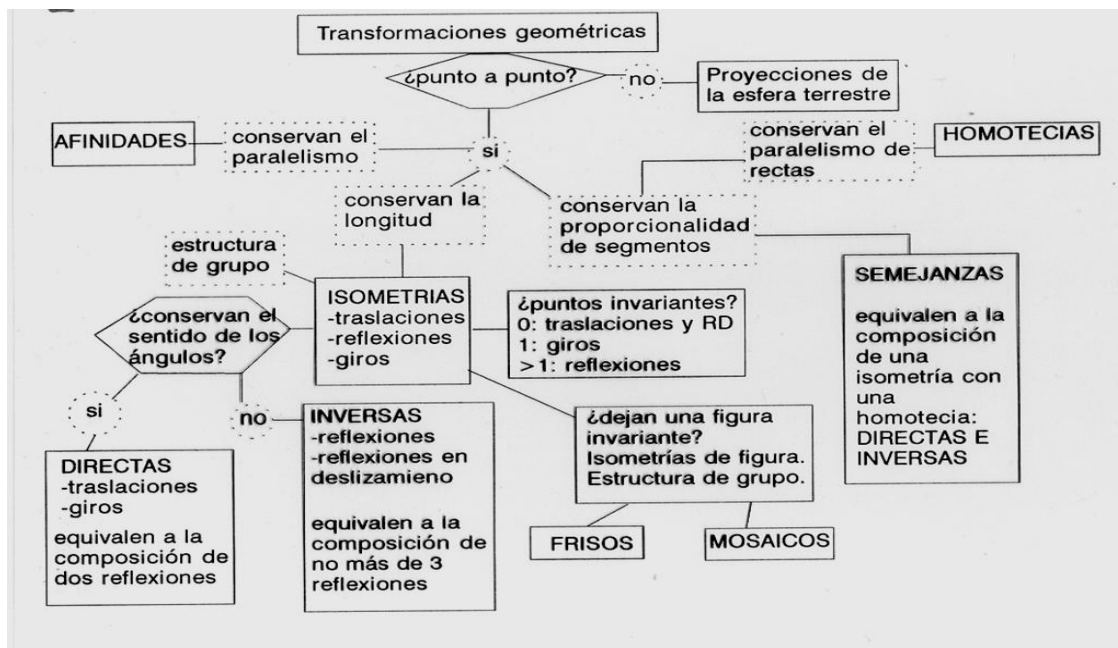 Transformaciones geométricas
¿punto a punto?
no
Proyecciones de
la esfera terrestre
AFINIDADES
conservan el
paralelismo
si
conservan el
paralelismo de
rectas
HOMOTECIAS
conservan la
longitud
conservan la
proporcionalidad
de segmentos
estructura
de grupo
SEMEJANZAS
equivalen a la
composición
de una
isometría con
una
homotecia:
DIRECTAS E
INVERSAS
¿conservan el
sentido de los
ángulos?
ISOMETRIAS
-traslaciones
-reflexiones
-giros
¿puntos invariantes?
0: traslaciones y RD
1: giros
>1: reflexiones
si
no
INVERSAS
-reflexiones
-reflexiones en
deslizamieno
equivalen a la
composición de
no más de 3
reflexiones
¿dejan una figura
invariante?
Isometrías de figura.
Estructura de grupo.
DIRECTAS
-traslaciones
-giros
equivalen a la
composición de
dos reflexiones
FRISOS
MOSAICOS